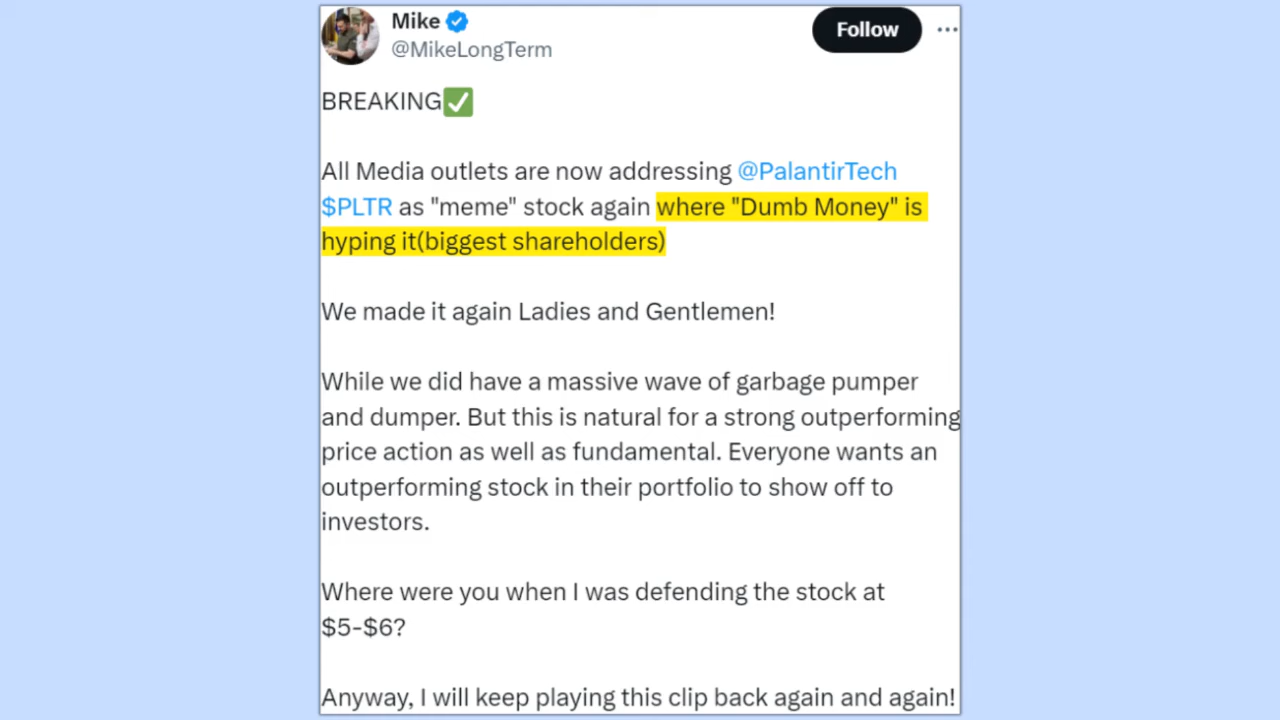 Mike
@MikeLongTerm
Follow
BREAKING✅
All Media outlets are now addressing @PalantirTech
$PLTR as "meme" stock again where "Dumb Money" is
hyping it(biggest shareholders)
We made it again Ladies and Gentlemen!
While we did have a massive wave of garbage pumper
and dumper. But this is natural for a strong outperforming
price action as well as fundamental. Everyone wants an
outperforming stock in their portfolio to show off to
investors.
Where were you when I was defending the stock at
$5-$6?
Anyway, I will keep playing this clip back again and again!